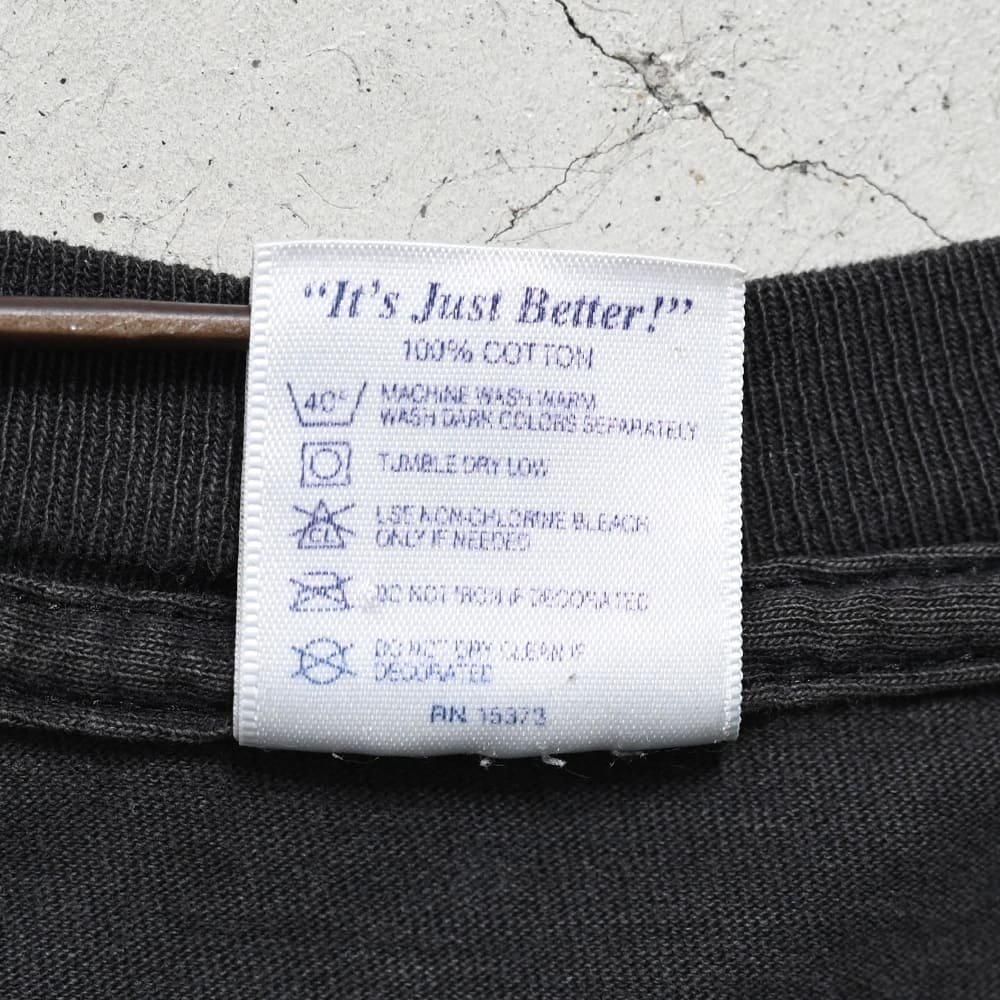 “It's Just Better!”
100% COTTON
40°
MACHINE WASH WARM
WASH DARK COLORS SEPARATELY
TUMBLE DRY LOW
CL
USE NON-CHLORINE BLEACH
ONLY IF NEEDED
DO NOT IRON IF DECORATED
DO NOT DRY CLEAN IF
DECORATED
RN 15373